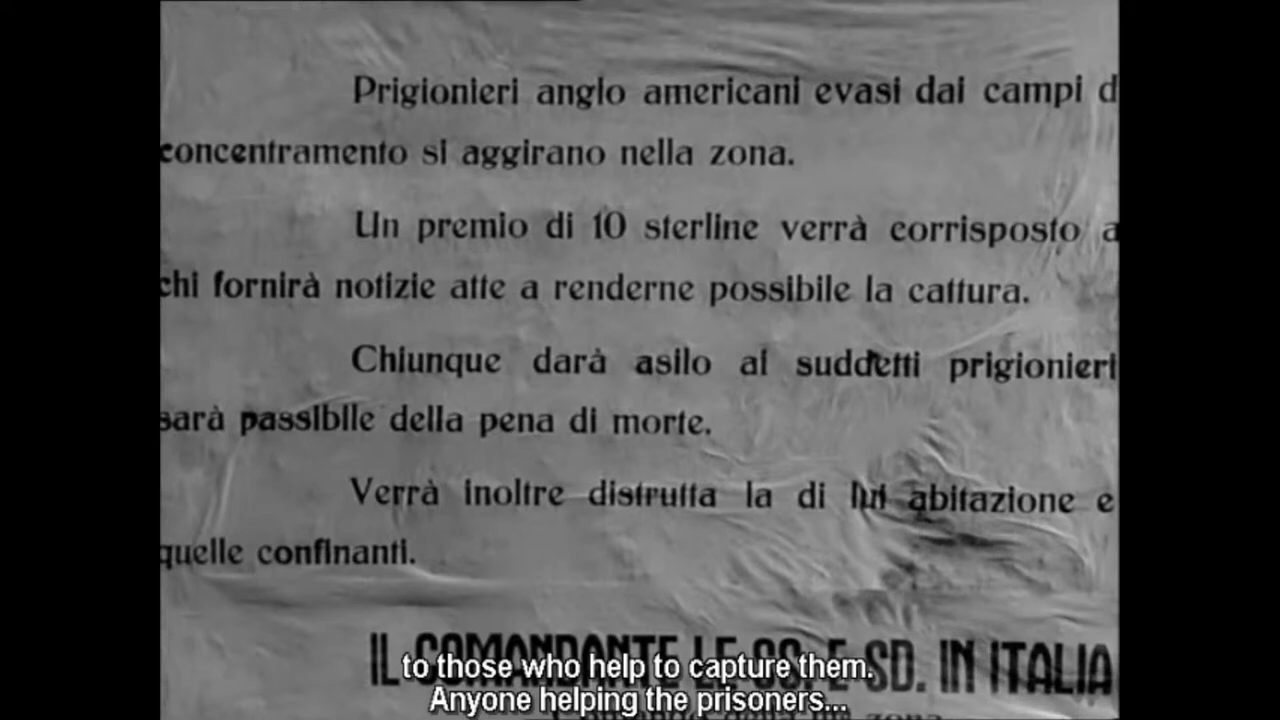 Prigionieri anglo americani evasi dai campi d
concentramento si aggirano nella zona.
Un premio di 10 sterline verrà corrisposto a
chi fornirà notizie atte a renderne possibile la cattura.
Chiunque darà asilo ai suddetti prigionieri
sarà passibile della pena di morte.
Verrà inoltre distrutta la di lui abitazione e
quelle confinanti.
IL COMANDANTE LE SS. E SD. IN ITALIA
to those who help to capture them.
Anyone helping the prisoners...
zona